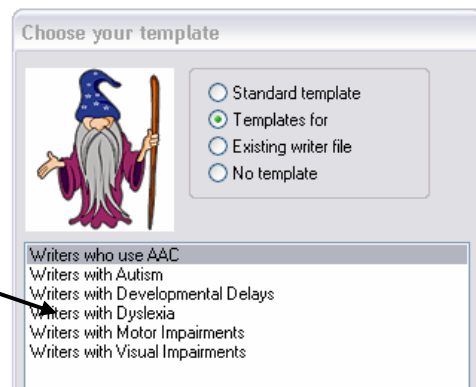 Choose your template
Standard template
Templates for
Existing writer file
No template
Writers who use AAC
Writers with Autism
Writers with Developmental Delays
Writers with Dyslexia
Writers with Motor Impairments
Writers with Visual Impairments